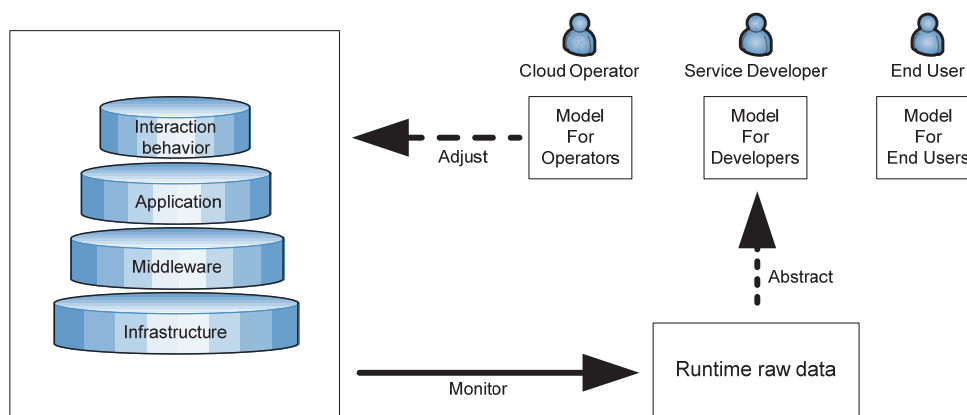 Cloud Operator
Service Developer
End User
Model
For
Operators
Model
For
Developers
Model
For
End Users
Interaction
behavior
Application
Middleware
Infrastructure
Adjust
Abstract
Monitor
Runtime raw data